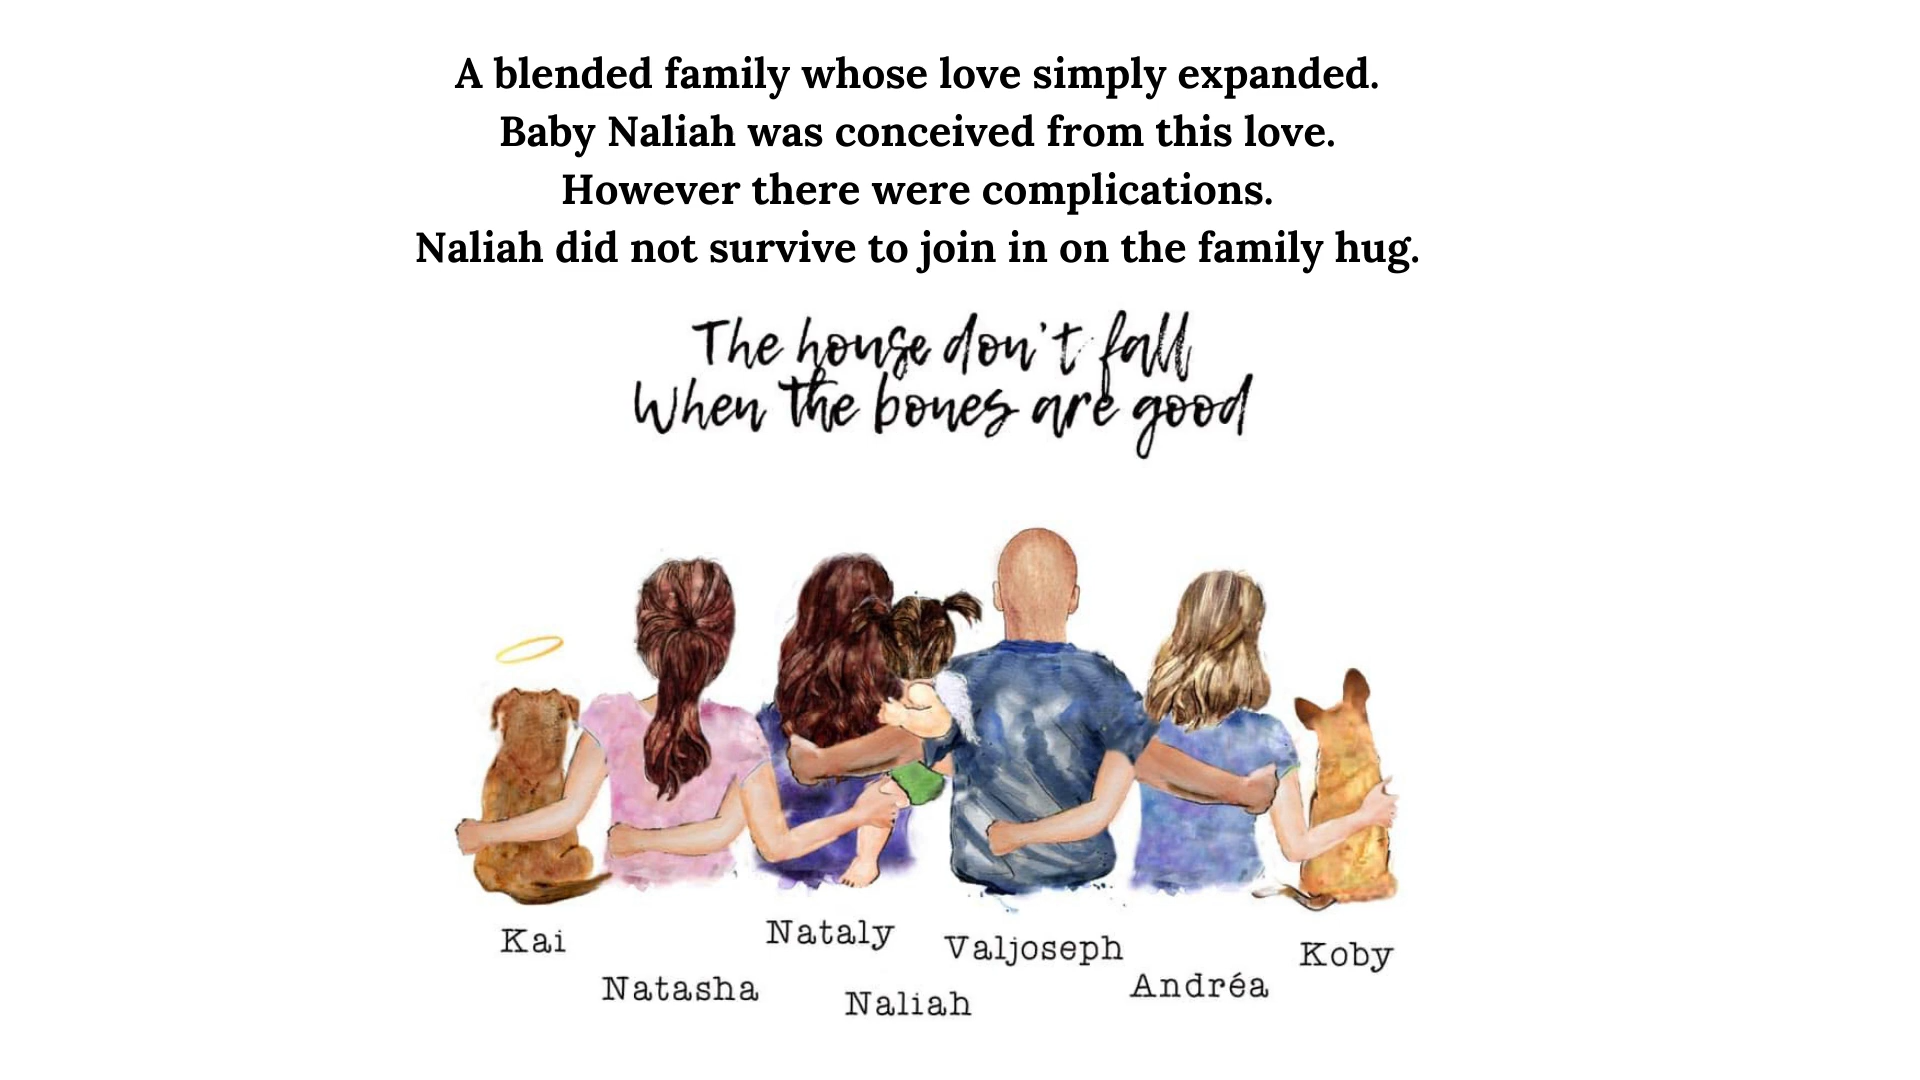 A blended family whose love simply expanded.
Baby Naliah was conceived from this love.
However there were complications.
Naliah did not survive to join in on the family hug.
The house don't fall
When the bones are good
Kai
Natasha
Nataly
Naliah
Valjoseph
Andréa
Koby